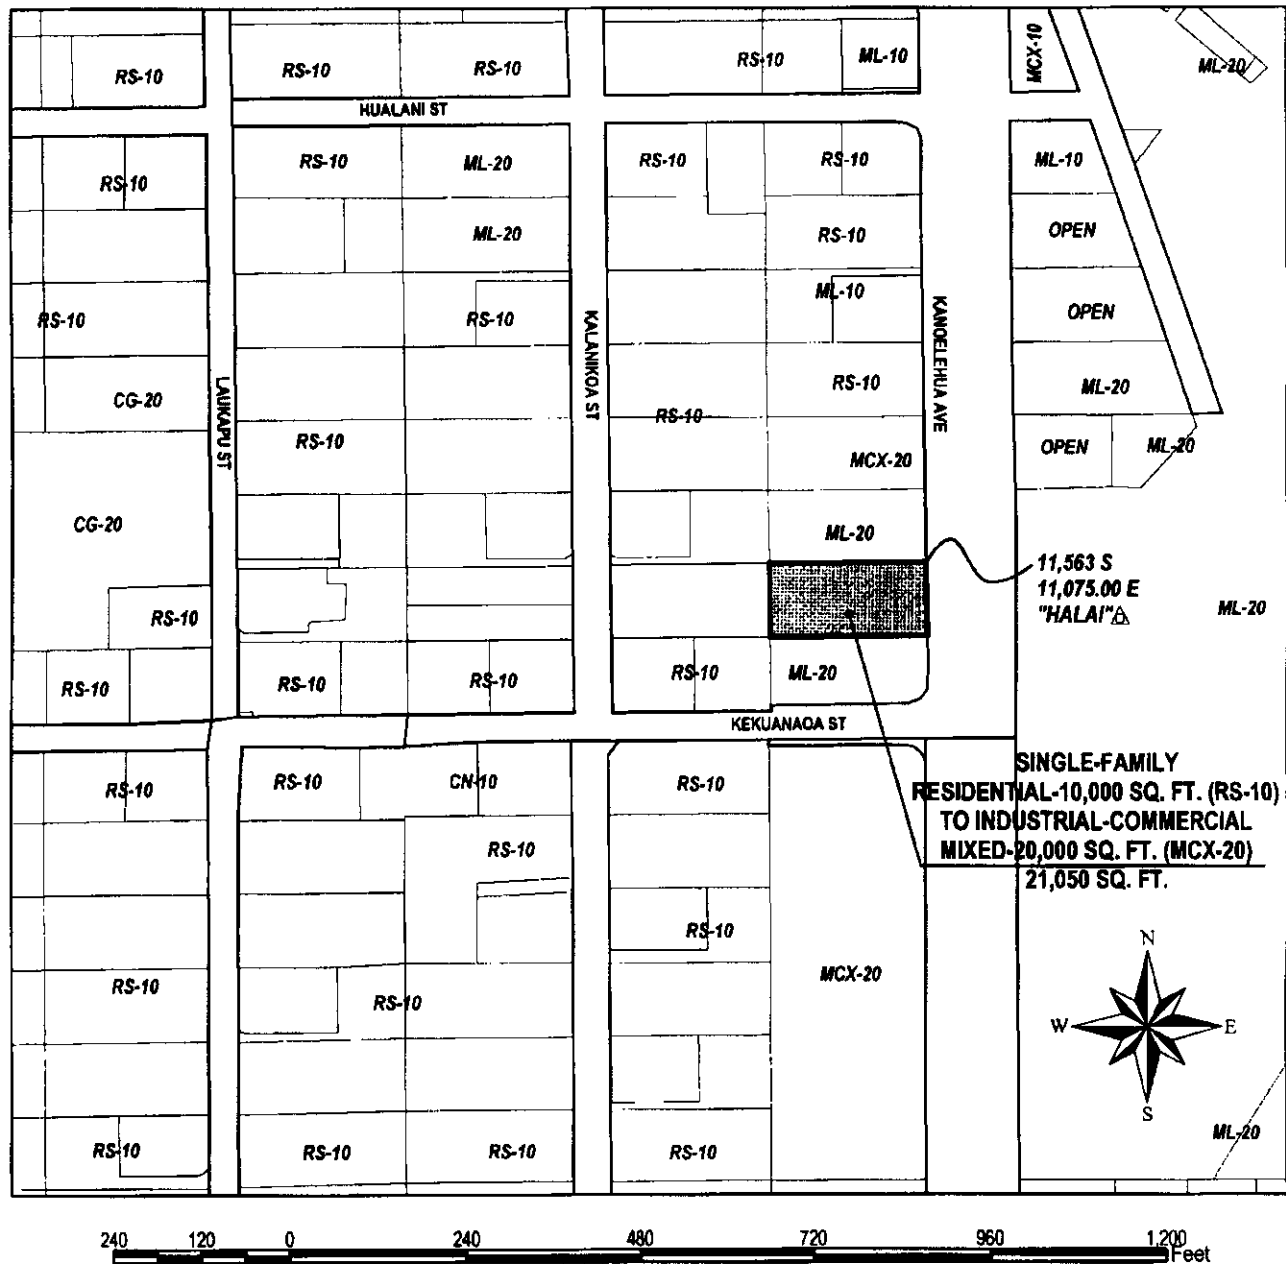 RS-10
RS-10
RS-10
RS-10
ML-10
MCX-10
ML-20
HUALANI ST
RS-10
RS-10
ML-20
RS-10
RS-10
ML-10
ML-20
RS-10
OPEN
RS-10
RS-10
ML-10
OPEN
LAUKAPU ST
KALANIKOA ST
KANOELEHUA AVE
CG-20
RS-10
ML-20
RS-10
RS-10
MCX-20
OPEN
ML-20
CG-20
ML-20
11,563 S
11,075.00 E
"HALAI"
ML-20
RS-10
RS-10
RS-10
RS-10
RS-10
ML-20
KEKUANAOA ST
RS-10
RS-10
CN-10
RS-10
SINGLE-FAMILY
RESIDENTIAL-10,000 SQ. FT. (RS-10)
TO INDUSTRIAL-COMMERCIAL
MIXED-20,000 SQ. FT. (MCX-20)
21,050 SQ. FT.
RS-10
RS-10
RS-10
RS-10
MCX-20
N
W
E
S
RS-10
RS-10
RS-10
RS-10
ML-20
240 120 0 240 480 720 960 1,200
Feet